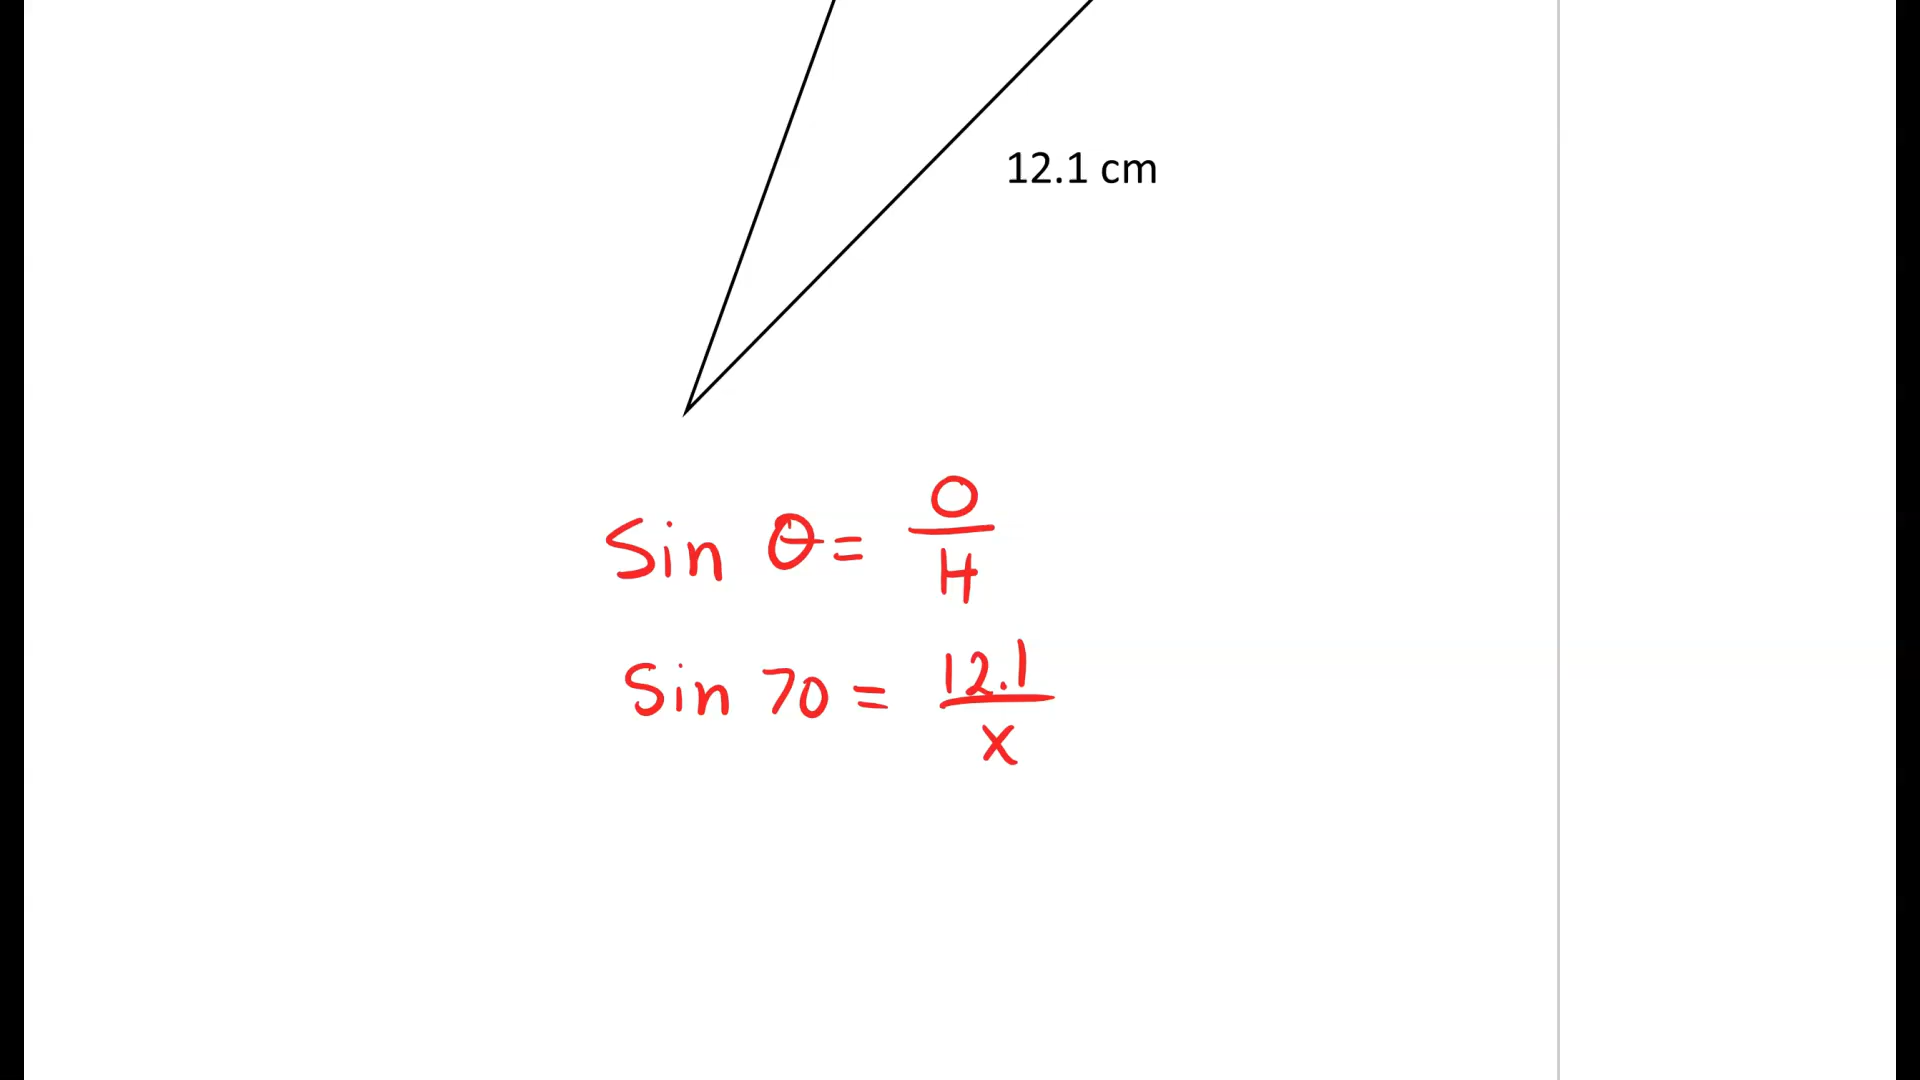 12.1 cm
Sin θ = O/H
Sin 70 = 12.1/x